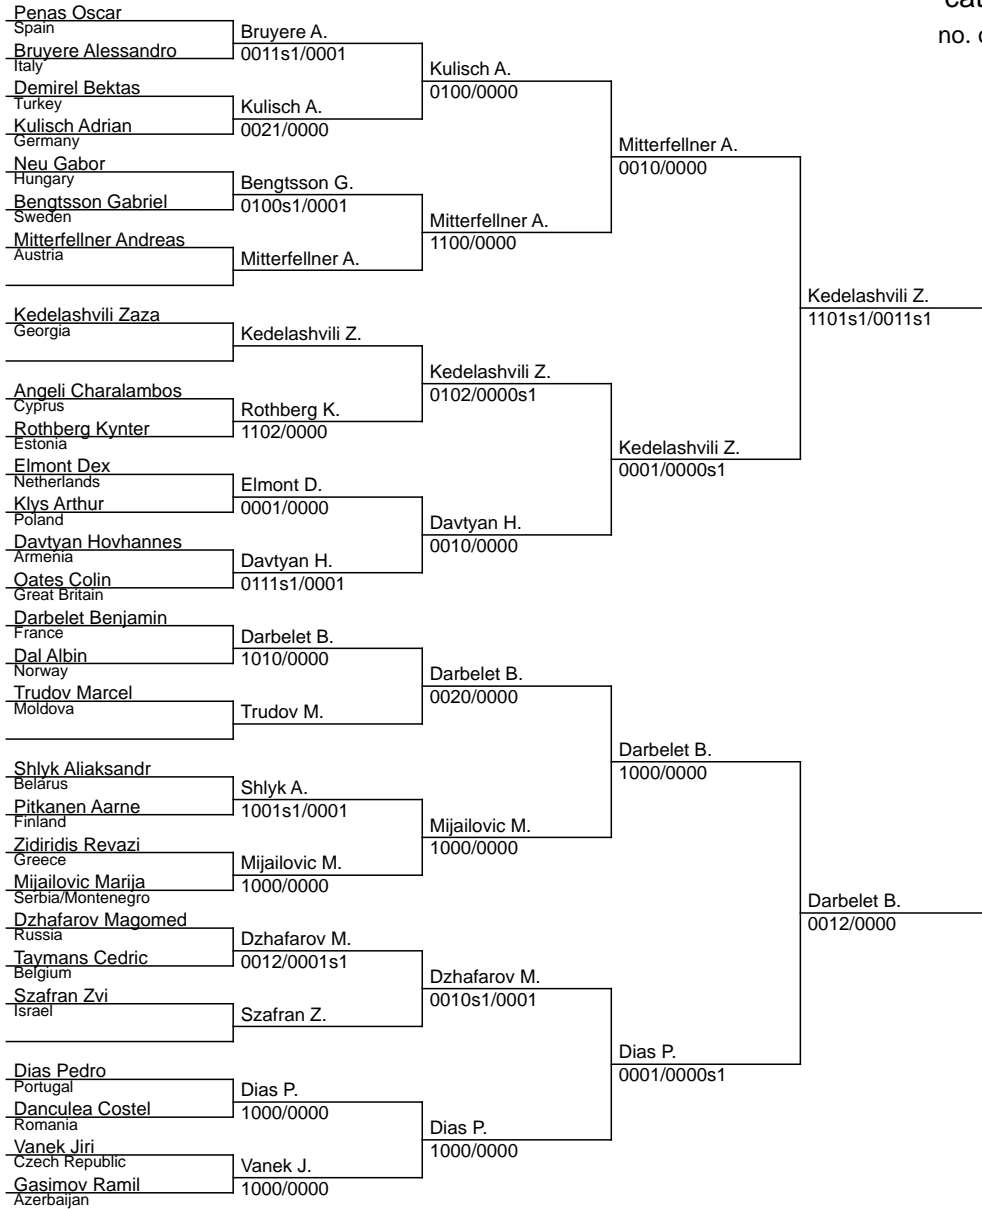 Penas Oscar
Spain
Bruyere Alessandro
Italy
Demirel Bektas
Turkey
Kulisch Adrian
Germany
Neu Gabor
Hungary
Bengtsson Gabriel
Sweden
Mitterfellner Andreas
Austria
Kedelashvili Zaza
Georgia
Angeli Charalambos
Cyprus
Rothberg Kynter
Estonia
Elmont Dex
Netherlands
Klys Arthur
Poland
Davtyan Hovhannes
Armenia
Oates Colin
Great Britain
Darbelet Benjamin
France
Dal Albin
Norway
Trudov Marcel
Moldova
Shlyk Aliaksandr
Belarus
Pitkanen Aarne
Finland
Zidiridis Revazi
Greece
Mijailovic Marija
Serbia/Montenegro
Dzhafarov Magomed
Russia
Taymans Cedric
Belgium
Szafran Zvi
Israel
Dias Pedro
Portugal
Danculea Costel
Romania
Vanek Jiri
Czech Republic
Gasimov Ramil
Azerbaijan
Bruyere A.
0011s1/0001
Kulisch A.
0021/0000
Bengtsson G.
0100s1/0001
Mitterfellner A.
Kedelashvili Z.
Rothberg K.
1102/0000
Elmont D.
0001/0000
Davtyan H.
0111s1/0001
Darbelet B.
1010/0000
Trudov M.
Shlyk A.
1001s1/0001
Mijailovic M.
1000/0000
Dzhafarov M.
0012/0001s1
Szafran Z.
Dias P.
1000/0000
Vanek J.
1000/0000
Kulisch A.
0100/0000
Mitterfellner A.
1100/0000
Kedelashvili Z.
0102/0000s1
Davtyan H.
0010/0000
Darbelet B.
0020/0000
Mijailovic M.
1000/0000
Dzhafarov M.
0010s1/0001
Dias P.
1000/0000
Mitterfellner A.
0010/0000
Kedelashvili Z.
0001/0000s1
Darbelet B.
1000/0000
Dias P.
0001/0000s1
Kedelashvili Z.
1101s1/0011s1
Darbelet B.
0012/0000
no.